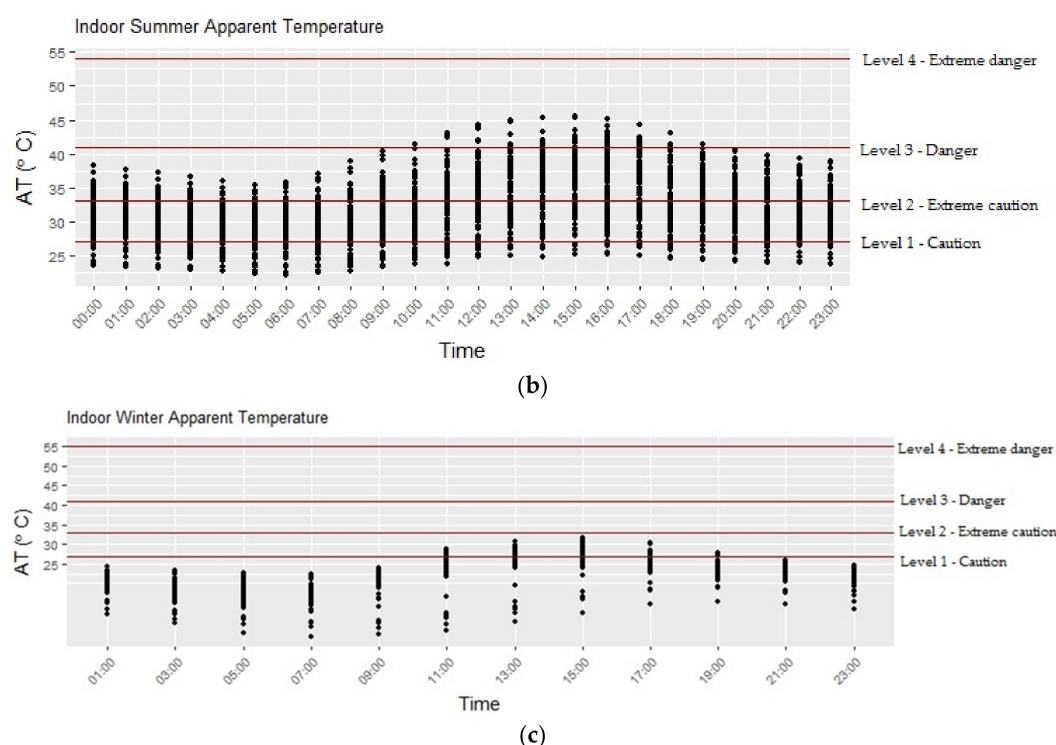 Indoor Summer Apparent Temperature
55
Level 4 - Extreme danger
50
45
40
Level 3 - Danger
35
Level 2 - Extreme caution
30
Level 1 - Caution
25
AT (° C)
00:00 01:00 02:00 03:00 04:00 05:00 06:00 07:00 08:00 09:00 10:00 11:00 12:00 13:00 14:00 15:00 16:00 17:00 18:00 19:00 20:00 21:00 22:00 23:00
Time
(b)
Indoor Winter Apparent Temperature
55
Level 4 - Extreme danger
50
45
40
Level 3 - Danger
35
Level 2 - Extreme caution
30
Level 1 - Caution
25
AT (° C)
01:00 03:00 05:00 07:00 09:00 11:00 13:00 15:00 17:00 19:00 21:00 23:00
Time
(c)